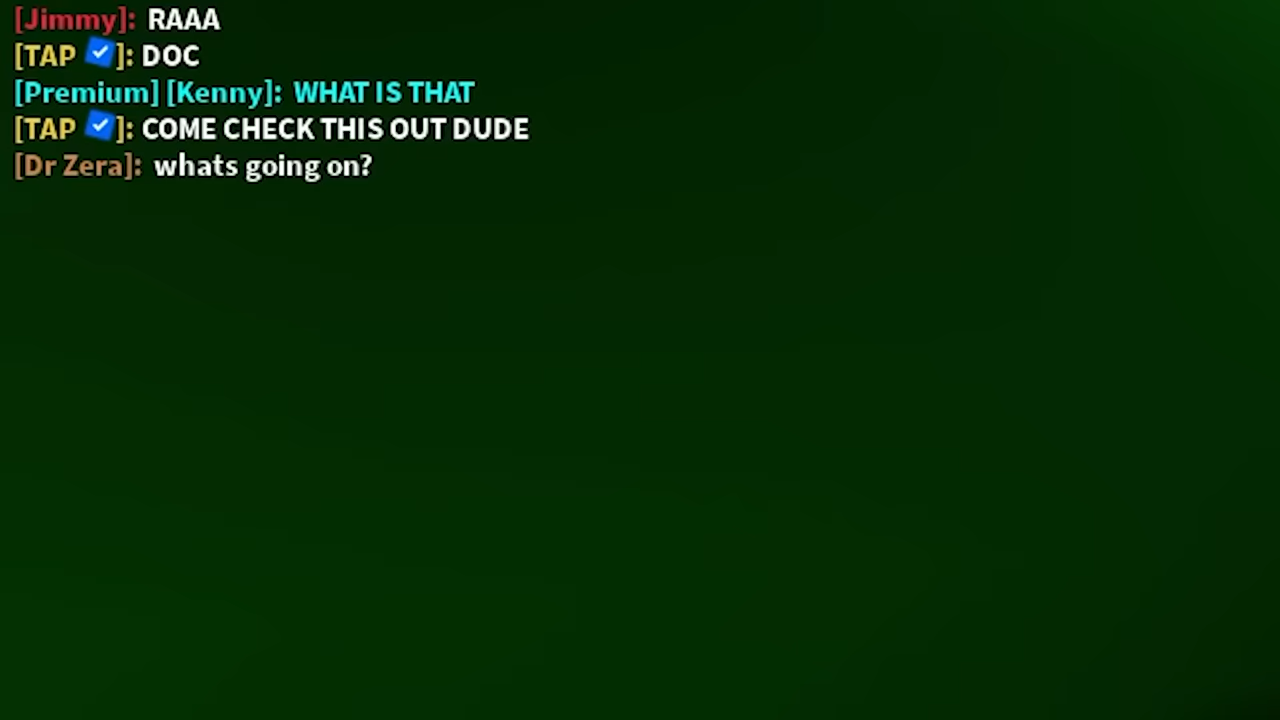 [Jimmy]: RAAA
[TAP ☑️]: DOC
[Premium] [Kenny]: WHAT IS THAT
[TAP ☑️]: COME CHECK THIS OUT DUDE
[Dr Zera]: whats going on?